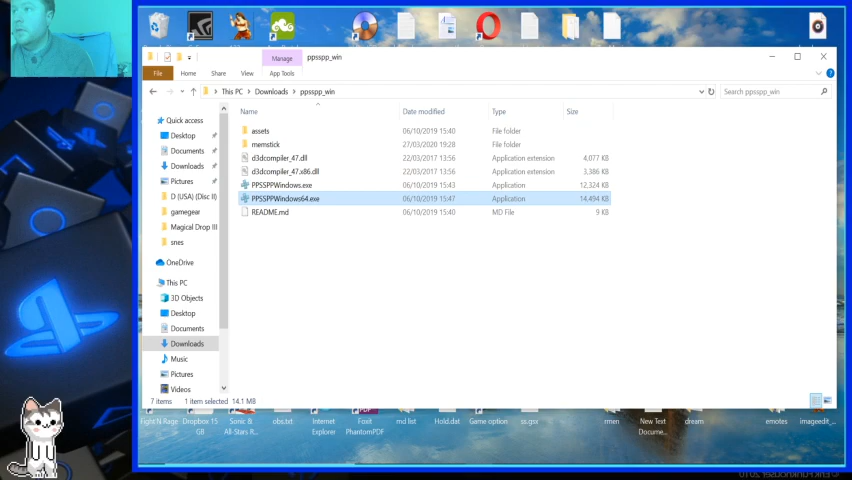 Manage
ppsspp_win
File
Home
Share
View
App Tools
This PC
Downloads
ppsspp_win
Search ppsspp_win
Name
Date modified
Type
Size
Quick access
Desktop
Documents
Downloads
Pictures
D (USA) (Disc II)
gamegear
Magical Drop III
snes
OneDrive
This PC
3D Objects
Desktop
Documents
Downloads
Music
Pictures
Videos
assets 06/10/2019 15:40 File folder
memstick 27/03/2020 19:28 File folder
d3dcompiler_47.dll 22/03/2017 13:56 Application extension 4,077 KB
d3dcompiler_47.x86.dll 22/03/2017 13:56 Application extension 3,386 KB
PPSSPPWindows.exe 06/10/2019 15:43 Application 12,324 KB
PPSSPPWindows64.exe 06/10/2019 15:47 Application 14,494 KB
README.md 06/10/2019 15:40 MD File 9 KB
7 items 1 item selected 14.1 MB
Fight N Rage
Dropbox 15
GB
Sonic &
All-Stars R...
obs.txt
Internet
Explorer
Foxit
PhantomPDF
md list
Hold.dat
Game option
ss.gsx
rmen
New Text
Docume...
dream
emotes
imageedit_...